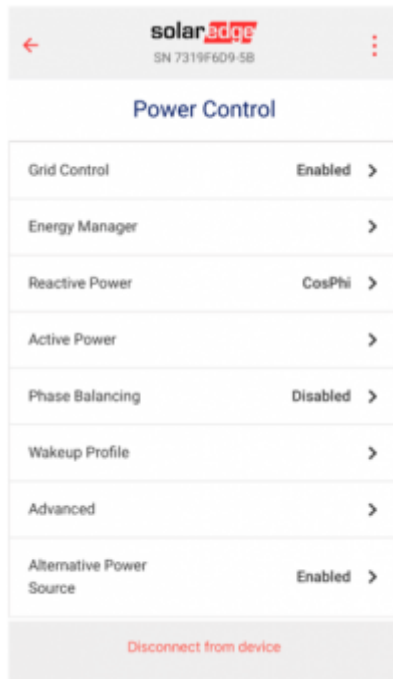 solaredge
SN 7319F6D9-5B
Power Control
Grid Control Enabled
Energy Manager
Reactive Power CosPhi
Active Power
Phase Balancing Disabled
Wakeup Profile
Advanced
Alternative Power
Source Enabled
Disconnect from device